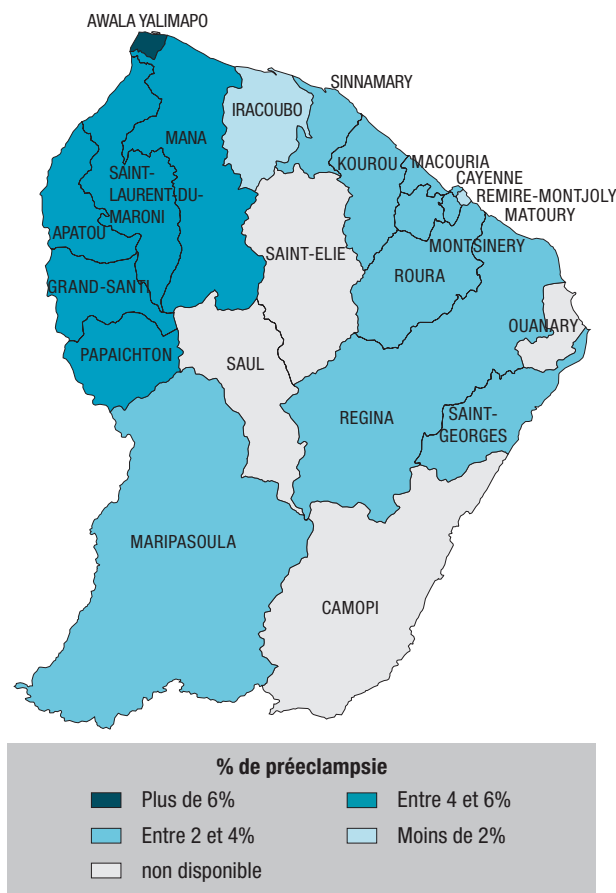 AWALA YALIMAPO
SINNAMARY
IRACOUBO
MANA
KOUROU
MACOURIA
CAYENNE
REMIRE-MONTJOLY
MATOURY
SAINT-
LAURENT-DU-
MARONI
APATOU
MONTSINERY
SAINT-ELIE
ROURA
GRAND-SANTI
OUANARY
PAPAICHTON
SAUL
REGINA
SAINT-
GEORGES
MARIPASOULA
CAMOPI
% de préeclampsie
Plus de 6%
Entre 4 et 6%
Entre 2 et 4%
Moins de 2%
non disponible